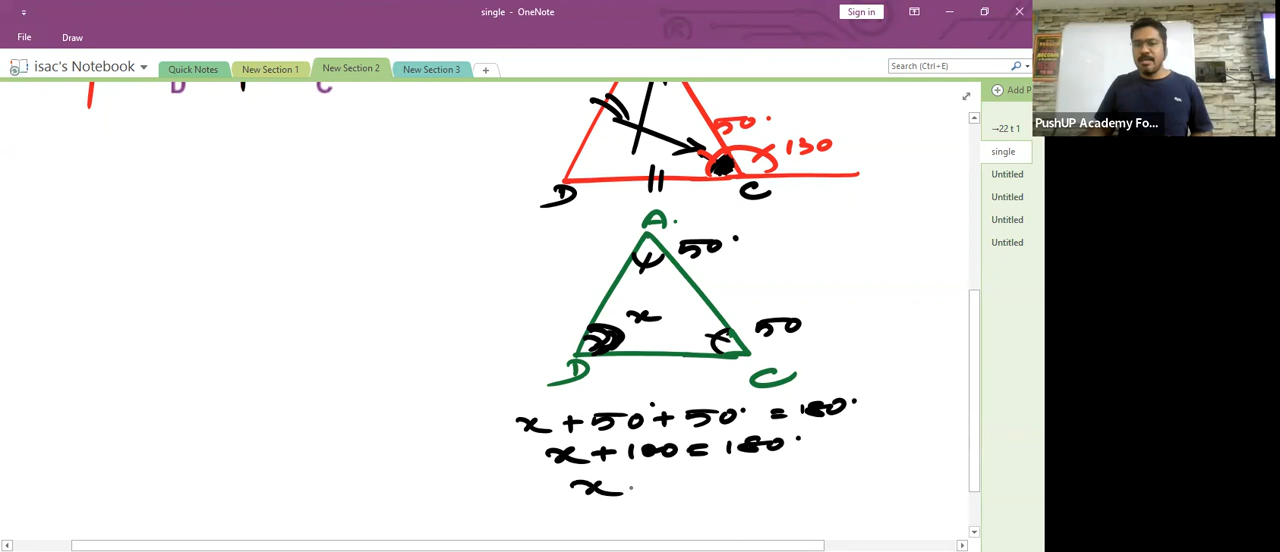 single - OneNote
Sign in
File
Draw
isac's Notebook
Quick Notes
New Section 1
New Section 2
New Section 3
+
Search (Ctrl+E)
Add P
PushUP Academy Fo...
→22 t 1
single
Untitled
Untitled
Untitled
Untitled
D
C
50°
130
D
C
A
50°
x
50
D
C
x + 50° + 50° = 180°
x + 100 = 180°
x